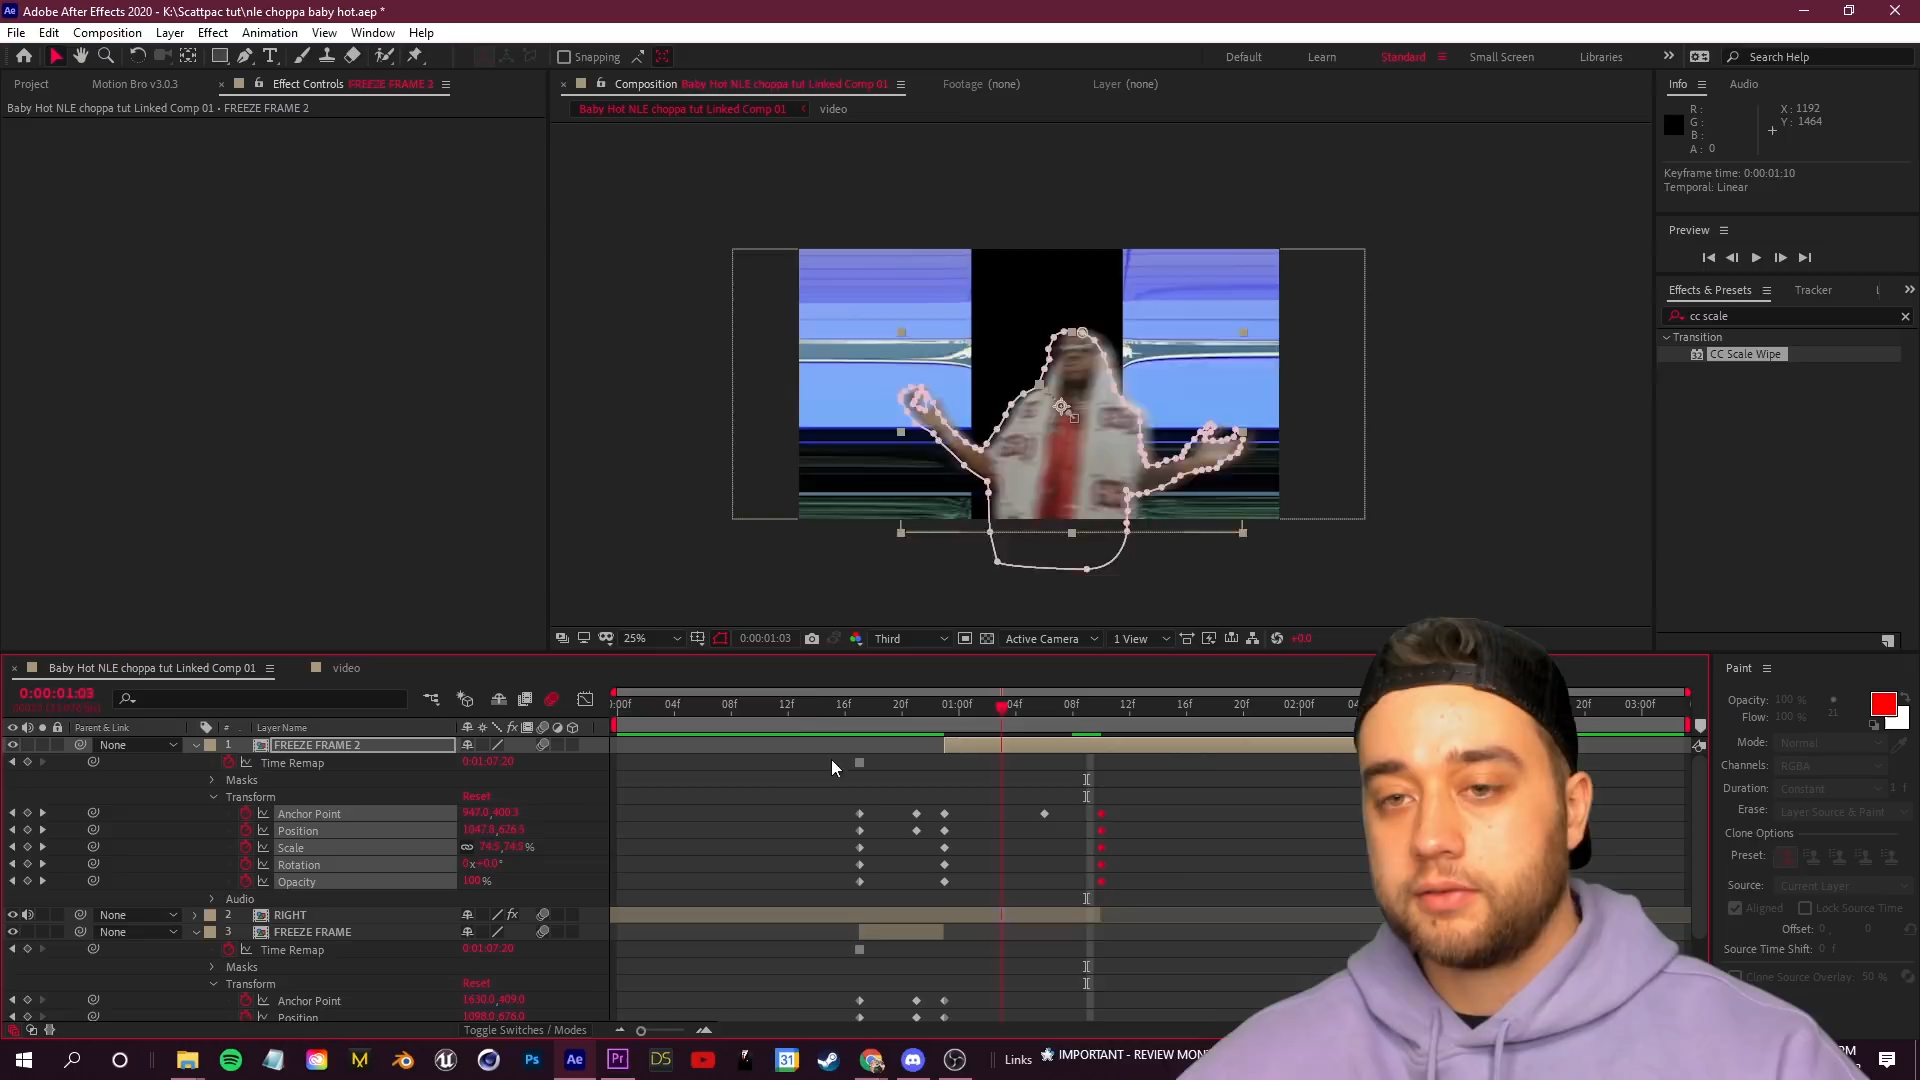 Adobe After Effects 2020 - K:\Scattpac tut\nle choppa baby hot.aep *
File Edit Composition Layer Effect Animation View Window Help
Snapping
Default Learn Standard Small Screen Libraries
Search Help
Project Motion Bro v3.0.3 Effect Controls FREEZE FRAME 2
Baby Hot NLE choppa tut Linked Comp 01 • FREEZE FRAME 2
Composition Baby Hot NLE choppa tut Linked Comp 01 Footage (none) Layer (none)
Baby Hot NLE choppa tut Linked Comp 01 video
Info Audio
R :
G :
B :
A : 0
X : 1192
Y : 1464
Keyframe time: 0:00:01:10
Temporal: Linear
Preview
Effects & Presets Tracker
cc scale
Transition
CC Scale Wipe
25% 0:00:01:03 Third Active Camera 1 View +0.0
Baby Hot NLE choppa tut Linked Comp 01 video
0:00:01:03
0:00f 04f 08f 12f 16f 20f 01:00f 04f 08f 12f 16f 20f 02:00f 20f 03:00f
Parent & Link # Layer Name
None 1 FREEZE FRAME 2
Time Remap 0:01:07:20
Masks
Transform Reset
Anchor Point 947.0,400.3
Position 1047.8,626.5
Scale 74.5,74.5%
Rotation 0x+0.0°
Opacity 100%
Audio
None 2 RIGHT
None 3 FREEZE FRAME
Time Remap 0:01:07:20
Masks
Transform Reset
Anchor Point 1630.0,409.0
Position 1098.0,676.0
Toggle Switches / Modes
Paint
Opacity: 100 %
Flow: 100 %
21
Mode: Normal
Channels: RGBA
Duration: Constant 1 f
Erase: Layer Source & Paint
Clone Options
Preset:
Source: Current Layer
Aligned Lock Source Time
Offset: 0 , 0
Source Time Shift: 0 f
Clone Source Overlay: 50 %
Links IMPORTANT - REVIEW MON